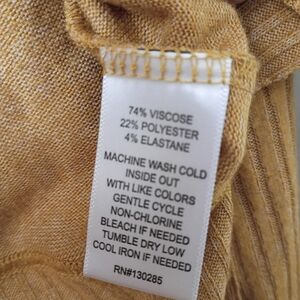 74% VISCOSE
22% POLYESTER
4% ELASTANE
MACHINE WASH COLD
INSIDE OUT
WITH LIKE COLORS
GENTLE CYCLE
NON-CHLORINE
BLEACH IF NEEDED
TUMBLE DRY LOW
COOL IRON IF NEEDED
RN#130285